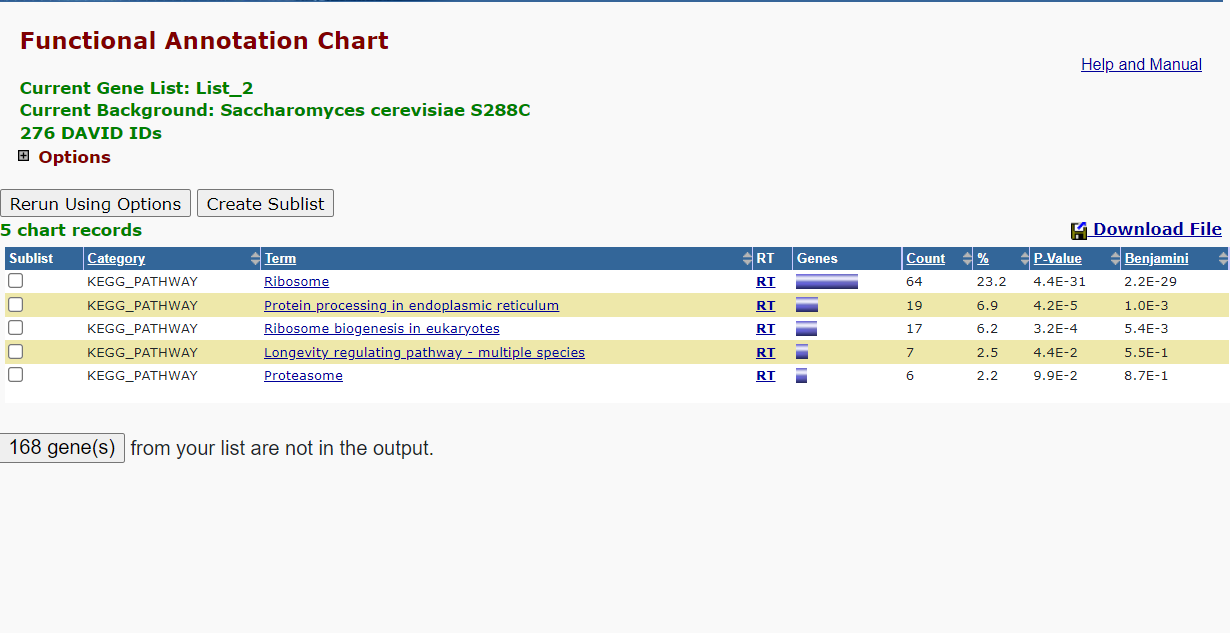 Functional Annotation Chart
Help and Manual
Current Gene List: List_2
Current Background: Saccharomyces cerevisiae S288C
276 DAVID IDs
Options
Rerun Using Options Create Sublist
5 chart records
Download File
Sublist Category Term RT Genes Count % P-Value Benjamini
KEGG_PATHWAY Ribosome RT 64 23.2 4.4E-31 2.2E-29
KEGG_PATHWAY Protein processing in endoplasmic reticulum RT 19 6.9 4.2E-5 1.0E-3
KEGG_PATHWAY Ribosome biogenesis in eukaryotes RT 17 6.2 3.2E-4 5.4E-3
KEGG_PATHWAY Longevity regulating pathway - multiple species RT 7 2.5 4.4E-2 5.5E-1
KEGG_PATHWAY Proteasome RT 6 2.2 9.9E-2 8.7E-1
168 gene(s) from your list are not in the output.